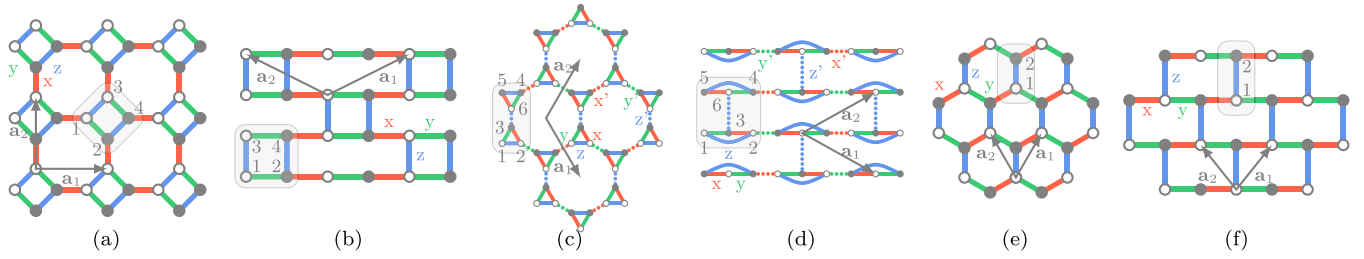 y z x 3 4 1 2 a₂ a₁
a₂ a₁ x y z 3 4 1 2
a₂ 5 4 6 3 1 2 x' y' z' y x z a₁
y' z' x' 5 4 6 3 1 2 z a₂ a₁ x y
x z y 2 1 a₂ a₁
z 2 1 x y a₂ a₁
(a) (b) (c) (d) (e) (f)